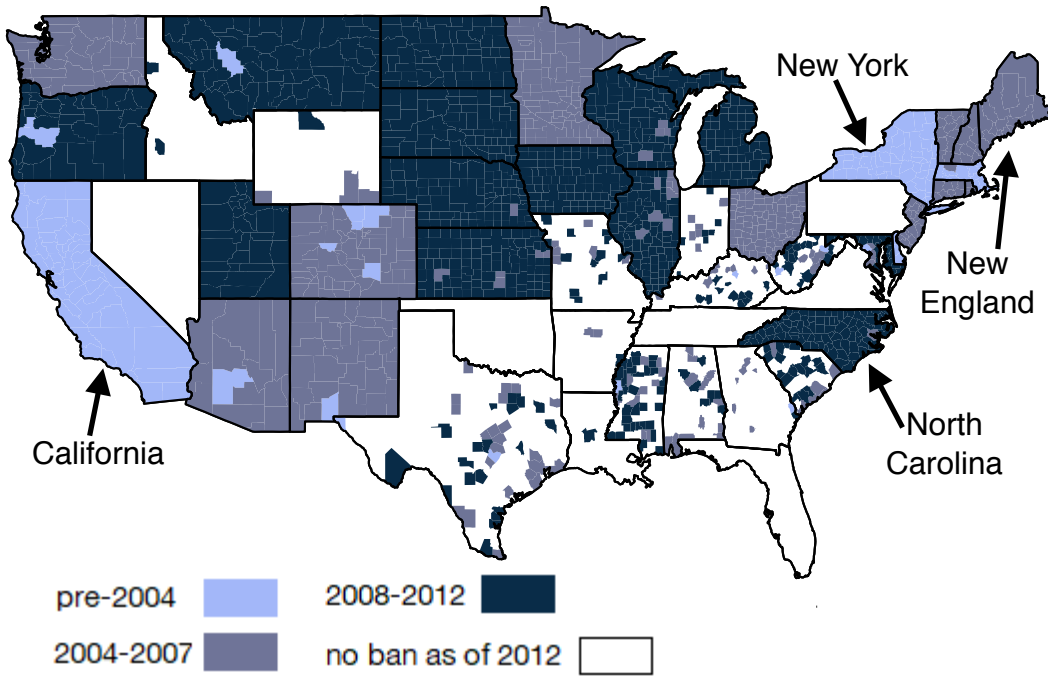 New York
New
England
California
North
Carolina
pre-2004
2008-2012
2004-2007
no ban as of 2012